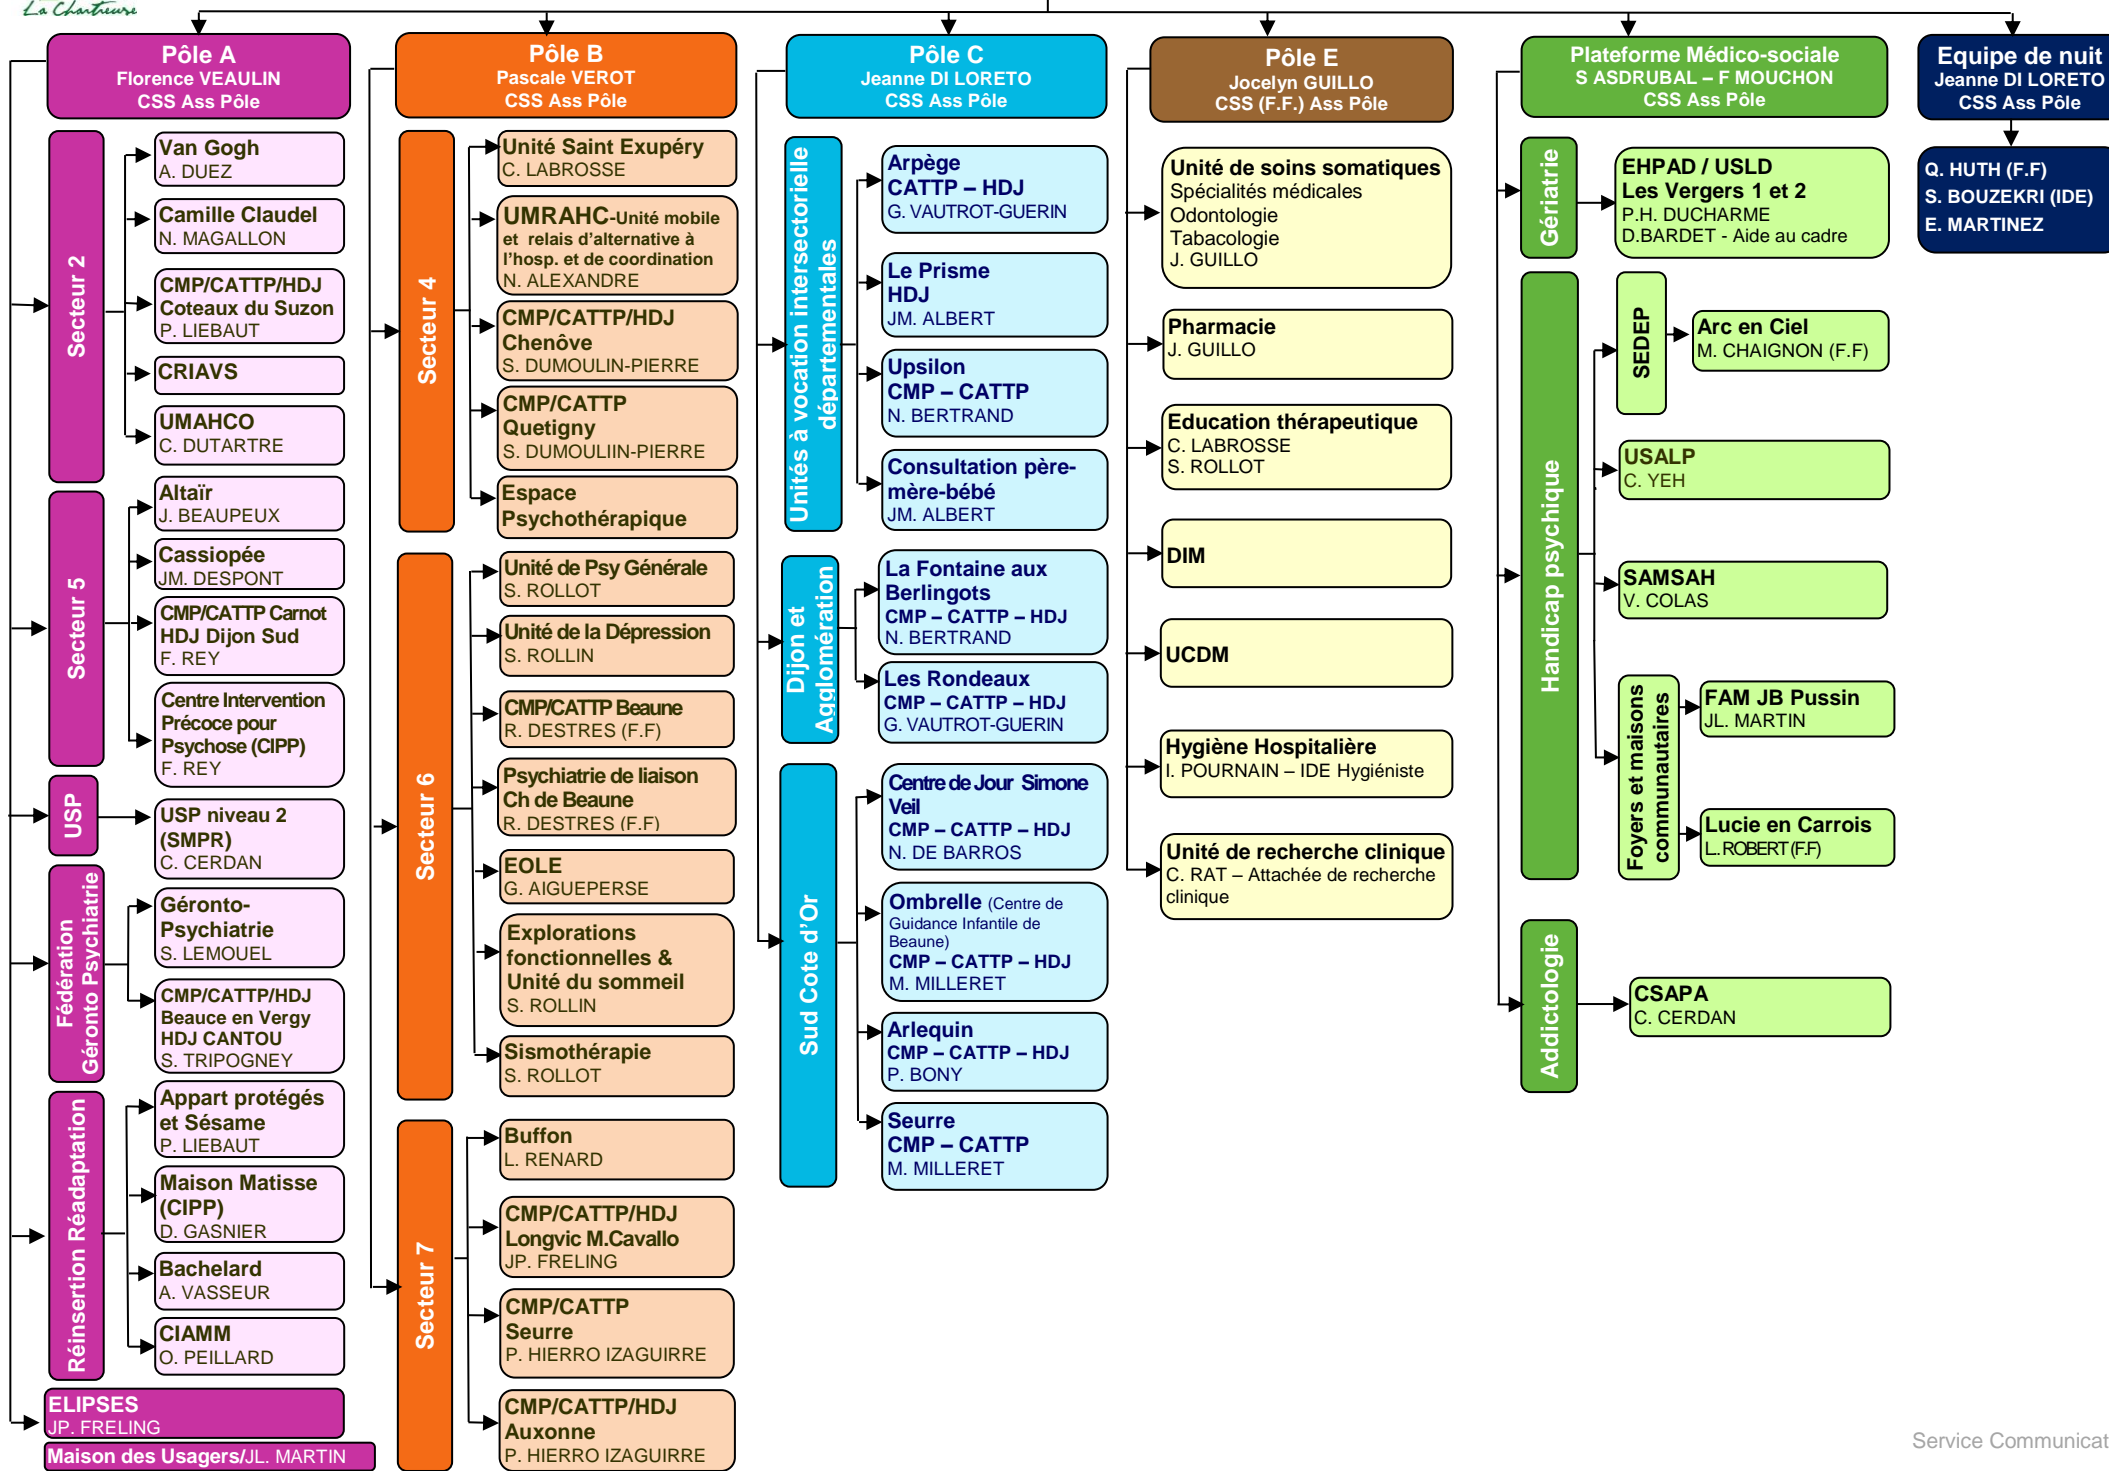 La Chartreuse
Pôle A
Florence VEAULIN
CSS Ass Pôle
Secteur 2
Van Gogh
A. DUEZ
Camille Claudel
N. MAGALLON
CMP/CATTP/HDJ
Coteaux du Suzon
P. LIEBAUT
CRIAVS
UMAHCO
C. DUTARTRE
Secteur 5
Altaïr
J. BEAUPEUX
Cassiopée
JM. DESPONT
CMP/CATTP Carnot
HDJ Dijon Sud
F. REY
Centre Intervention
Précoce pour
Psychose (CIPP)
F. REY
USP
USP niveau 2
(SMPR)
C. CERDAN
Fédération
Géronto Psychiatrie
Géronto-
Psychiatrie
S. LEMOUEL
CMP/CATTP/HDJ
Beauce en Vergy
HDJ CANTOU
S. TRIPOGNEY
Réinsertion Réadaptation
Appart protégés
et Sésame
P. LIEBAUT
Maison Matisse
(CIPP)
D. GASNIER
Bachelard
A. VASSEUR
CIAMM
O. PEILLARD
ELIPSES
JP. FRELING
Maison des Usagers/JL. MARTIN
Pôle B
Pascale VEROT
CSS Ass Pôle
Secteur 4
Unité Saint Exupéry
C. LABROSSE
UMRAHC-Unité mobile
et relais d'alternative à
l'hosp. et de coordination
N. ALEXANDRE
CMP/CATTP/HDJ
Chenôve
S. DUMOULIN-PIERRE
CMP/CATTP
Quetigny
S. DUMOULIIN-PIERRE
Espace
Psychothérapique
Secteur 6
Unité de Psy Générale
S. ROLLOT
Unité de la Dépression
S. ROLLIN
CMP/CATTP Beaune
R. DESTRES (F.F)
Psychiatrie de liaison
Ch de Beaune
R. DESTRES (F.F)
EOLE
G. AIGUEPERSE
Explorations
fonctionnelles &
Unité du sommeil
S. ROLLIN
Sismothérapie
S. ROLLOT
Secteur 7
Buffon
L. RENARD
CMP/CATTP/HDJ
Longvic M.Cavallo
JP. FRELING
CMP/CATTP
Seurre
P. HIERRO IZAGUIRRE
CMP/CATTP/HDJ
Auxonne
P. HIERRO IZAGUIRRE
Pôle C
Jeanne DI LORETO
CSS Ass Pôle
Unités à vocation intersectorielle
départementales
Arpège
CATTP – HDJ
G. VAUTROT-GUERIN
Le Prisme
HDJ
JM. ALBERT
Upsilon
CMP – CATTP
N. BERTRAND
Consultation père-
mère-bébé
JM. ALBERT
Dijon et
Agglomération
La Fontaine aux
Berlingots
CMP – CATTP – HDJ
N. BERTRAND
Les Rondeaux
CMP – CATTP – HDJ
G. VAUTROT-GUERIN
Sud Cote d'Or
Centre de Jour Simone
Veil
CMP – CATTP – HDJ
N. DE BARROS
Ombrelle (Centre de
Guidance Infantile de
Beaune)
CMP – CATTP – HDJ
M. MILLERET
Arlequin
CMP – CATTP – HDJ
P. BONY
Seurre
CMP – CATTP
M. MILLERET
Pôle E
Jocelyn GUILLO
CSS (F.F.) Ass Pôle
Unité de soins somatiques
Spécialités médicales
Odontologie
Tabacologie
J. GUILLO
Pharmacie
J. GUILLO
Education thérapeutique
C. LABROSSE
S. ROLLOT
DIM
UCDM
Hygiène Hospitalière
I. POURNAIN – IDE Hygiéniste
Unité de recherche clinique
C. RAT – Attachée de recherche
clinique
Plateforme Médico-sociale
S ASDRUBAL – F MOUCHON
CSS Ass Pôle
Gériatrie
EHPAD / USLD
Les Vergers 1 et 2
P.H. DUCHARME
D.BARDET - Aide au cadre
Handicap psychique
SEDEP
Arc en Ciel
M. CHAIGNON (F.F)
USALP
C. YEH
SAMSAH
V. COLAS
Foyers et maisons
communautaires
FAM JB Pussin
JL. MARTIN
Lucie en Carrois
L. ROBERT (F.F)
Addictologie
CSAPA
C. CERDAN
Equipe de nuit
Jeanne DI LORETO
CSS Ass Pôle
Q. HUTH (F.F)
S. BOUZEKRI (IDE)
E. MARTINEZ
Service Communicat